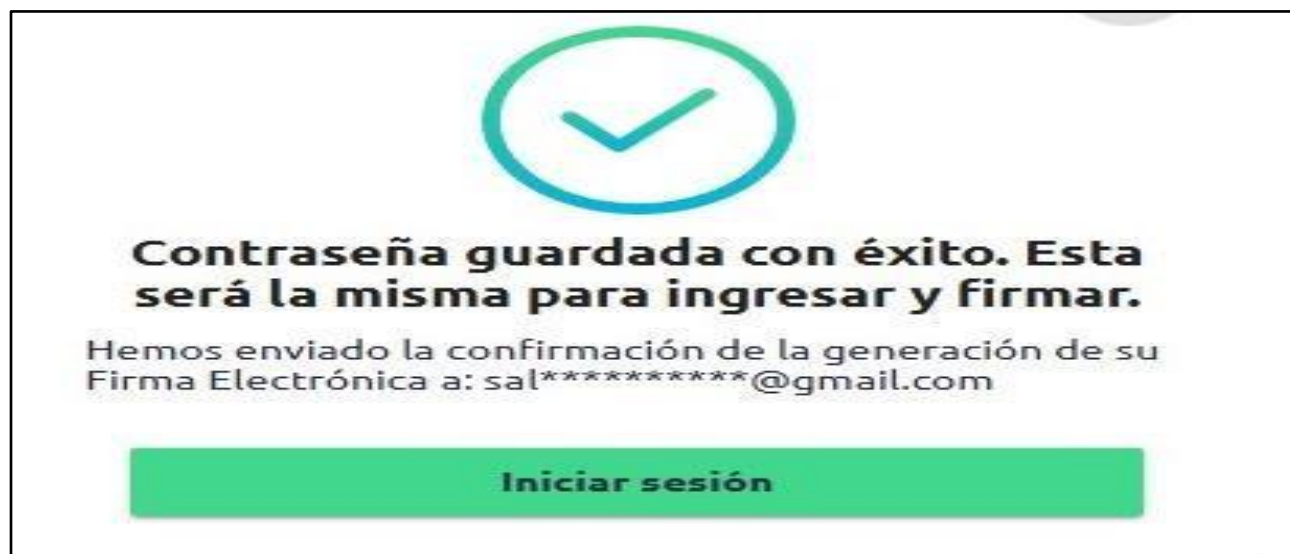 Contraseña guardada con éxito. Esta
será la misma para ingresar y firmar.
Hemos enviado la confirmación de la generación de su
Firma Electrónica a: sal**********@gmail.com
Iniciar sesión